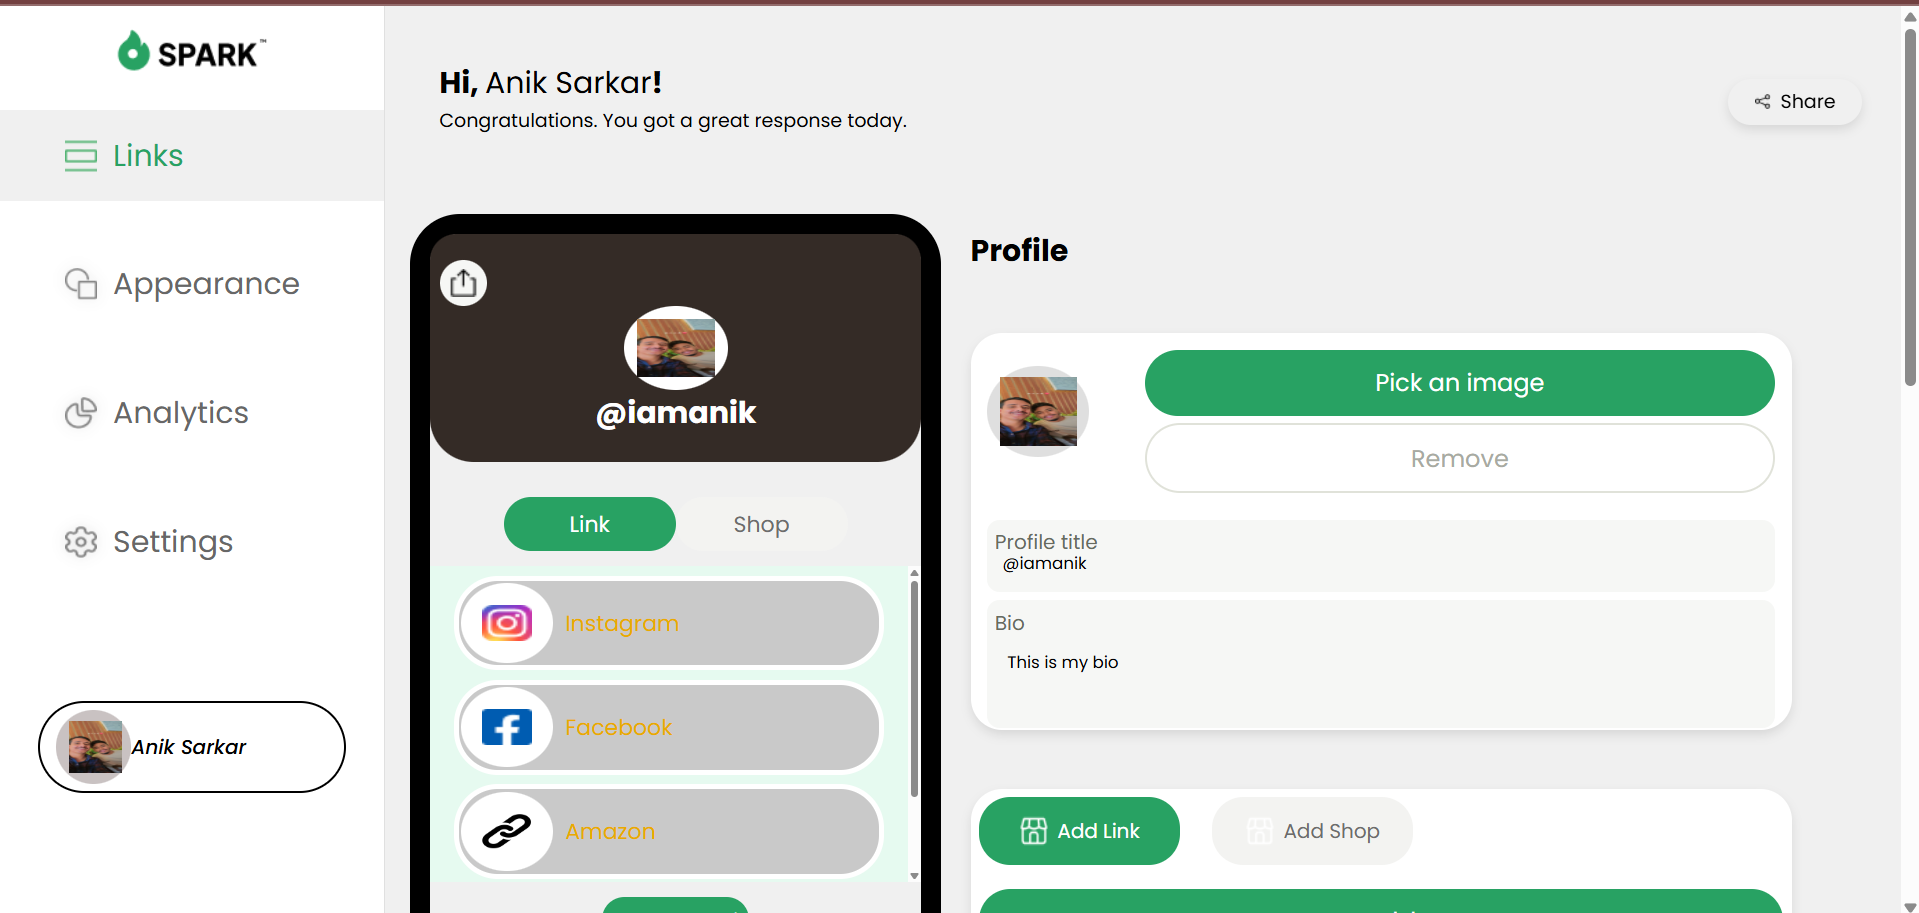 SPARK™
Links
Appearance
Analytics
Settings
Anik Sarkar
Hi, Anik Sarkar!
Congratulations. You got a great response today.
Share
@iamanik
Link
Shop
Instagram
Facebook
Amazon
Profile
Pick an image
Remove
Profile title
@iamanik
Bio
This is my bio
Add Link
Add Shop